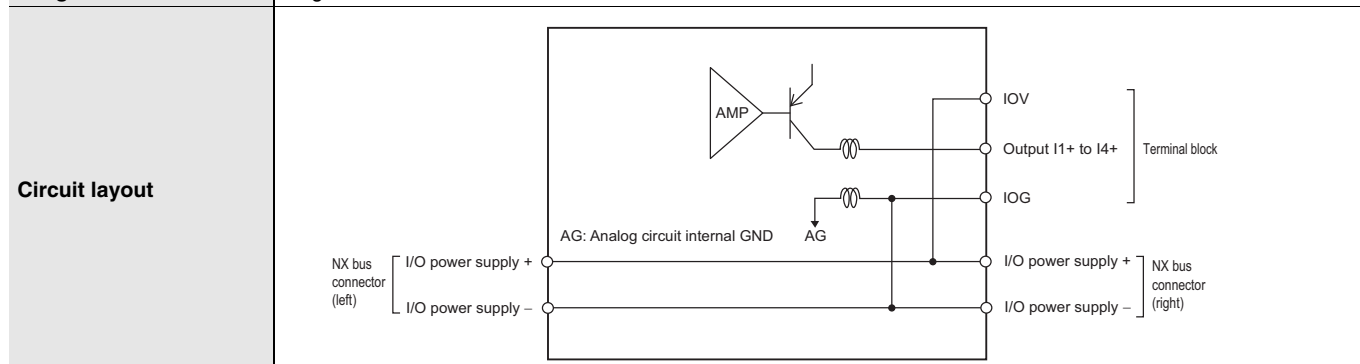 Circuit layout
AMP
IOV
Output I1+ to I4+
Terminal block
IOG
AG: Analog circuit internal GND
AG
NX bus
connector
(left)
I/O power supply +
I/O power supply −
I/O power supply +
I/O power supply −
NX bus
connector
(right)